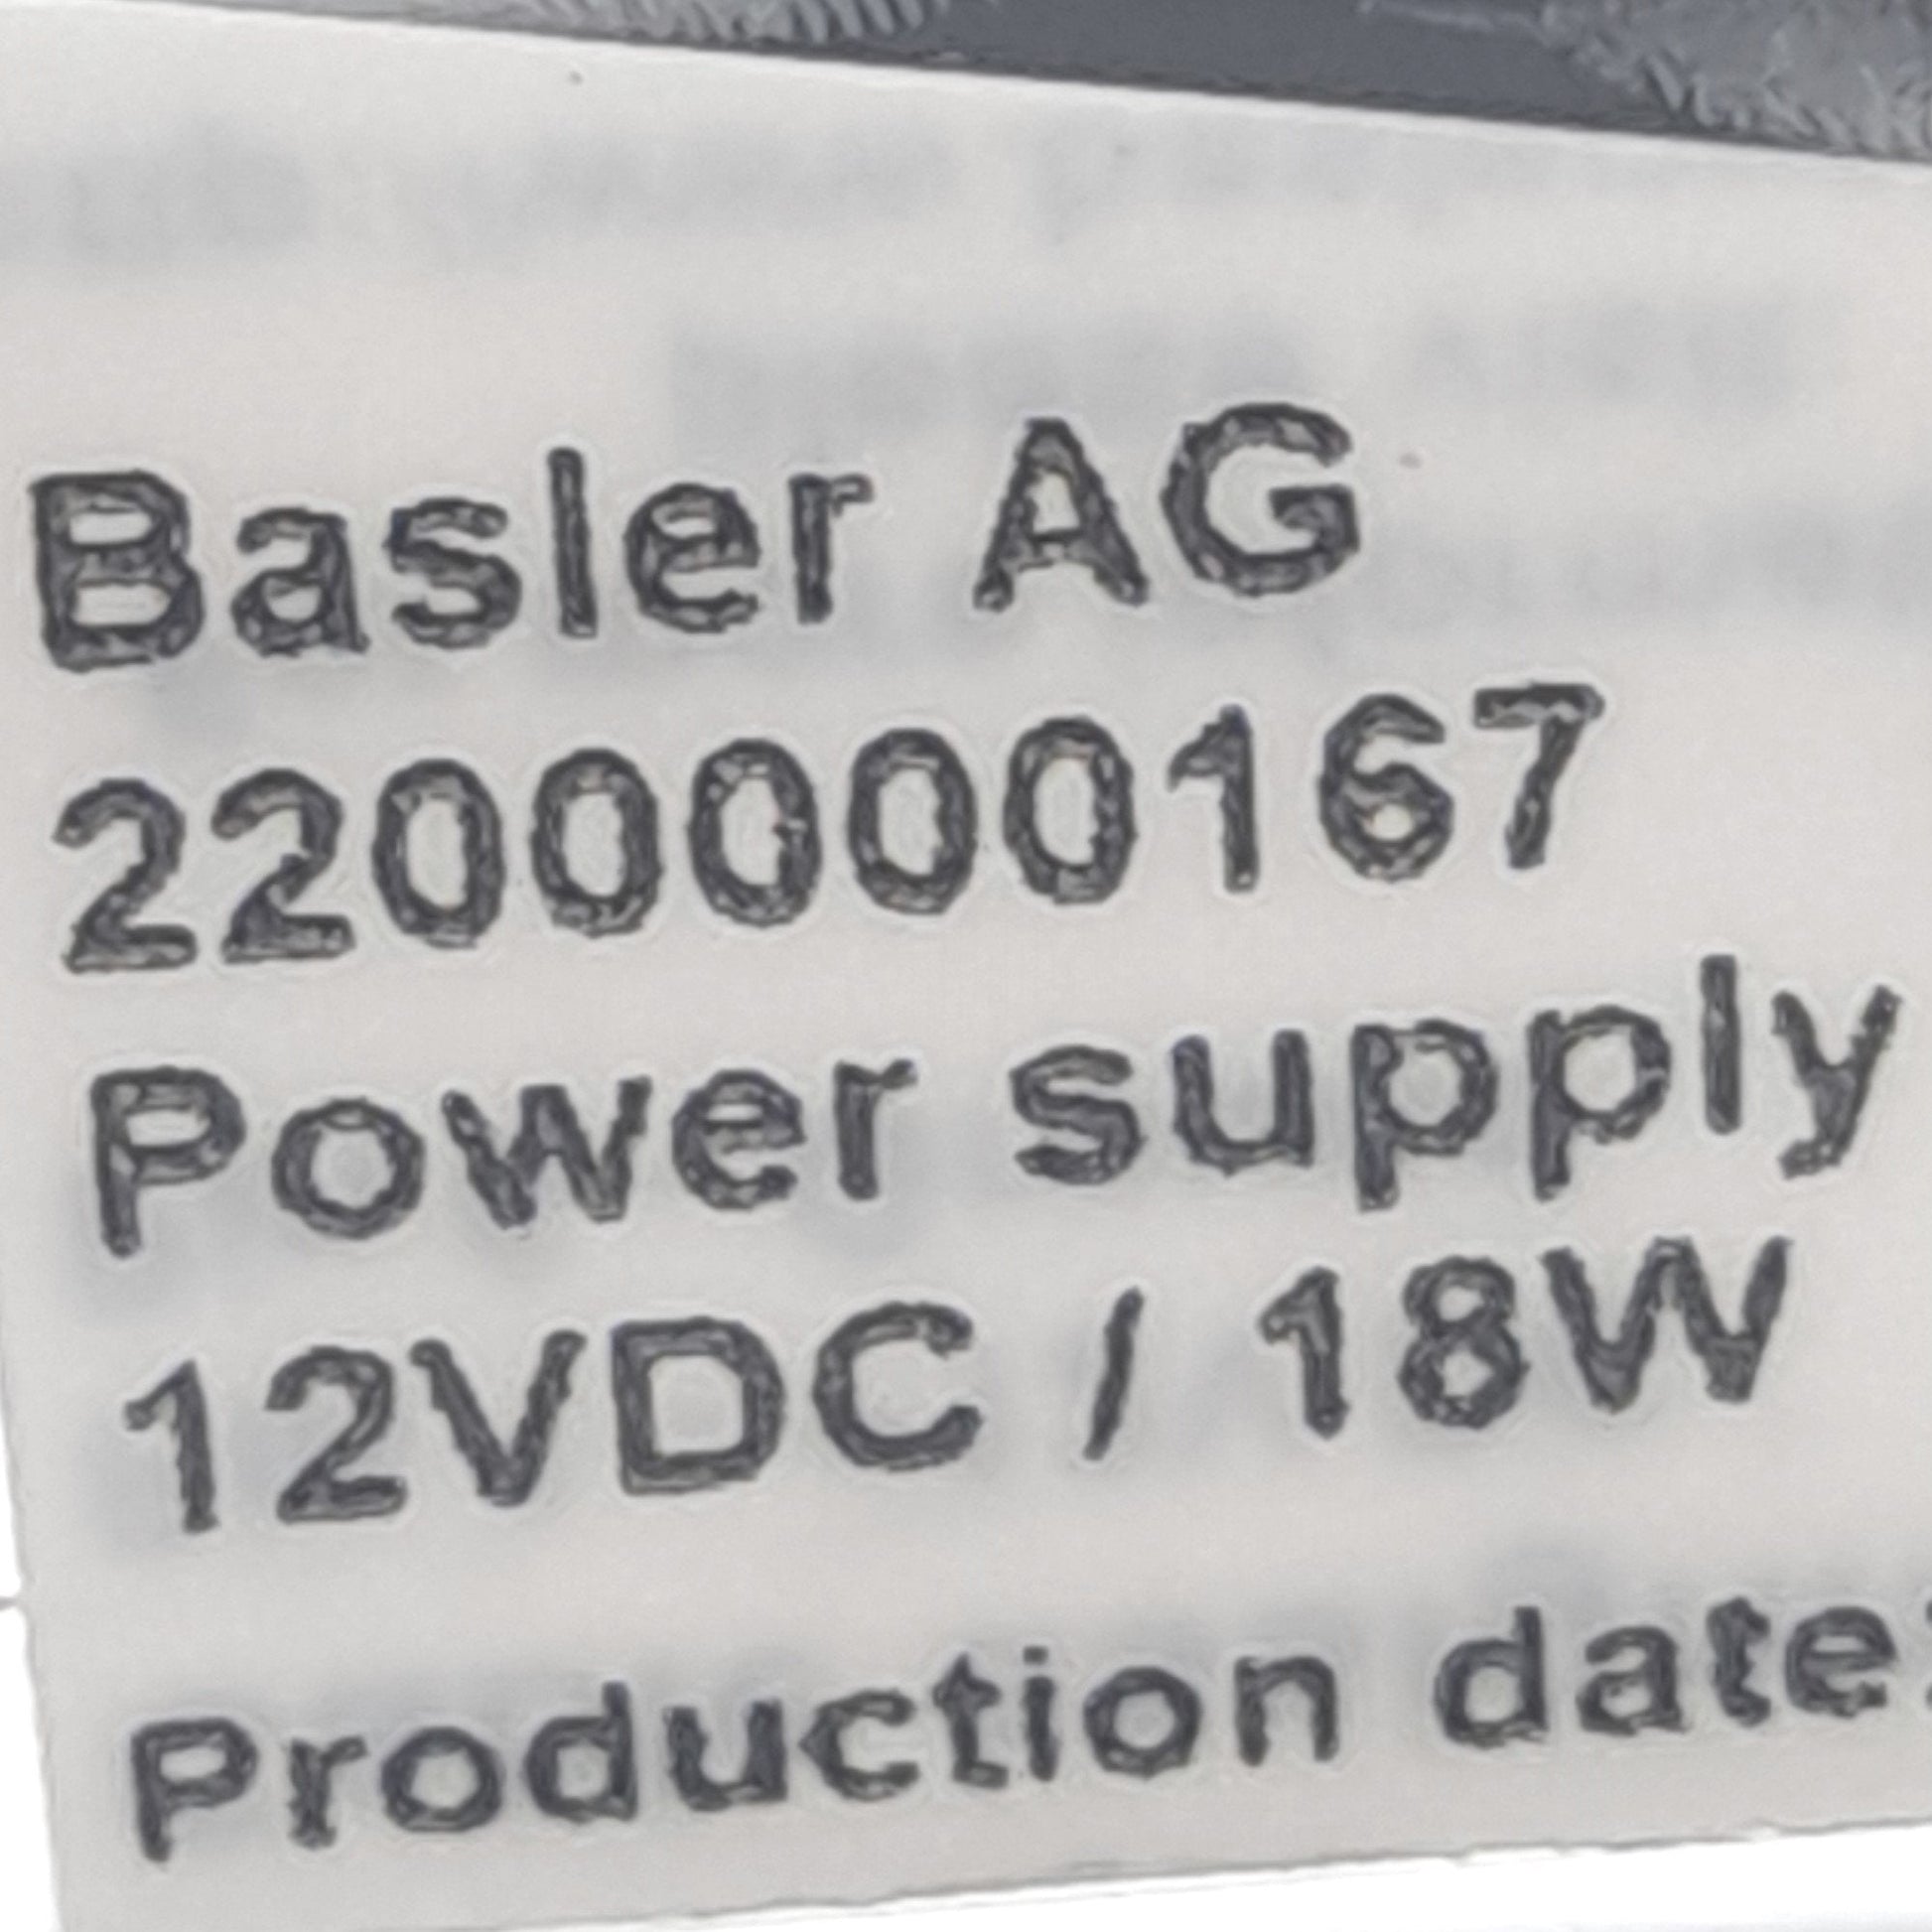 Basler AG
2200000167
Power supply
12VDC / 18W
Production date: